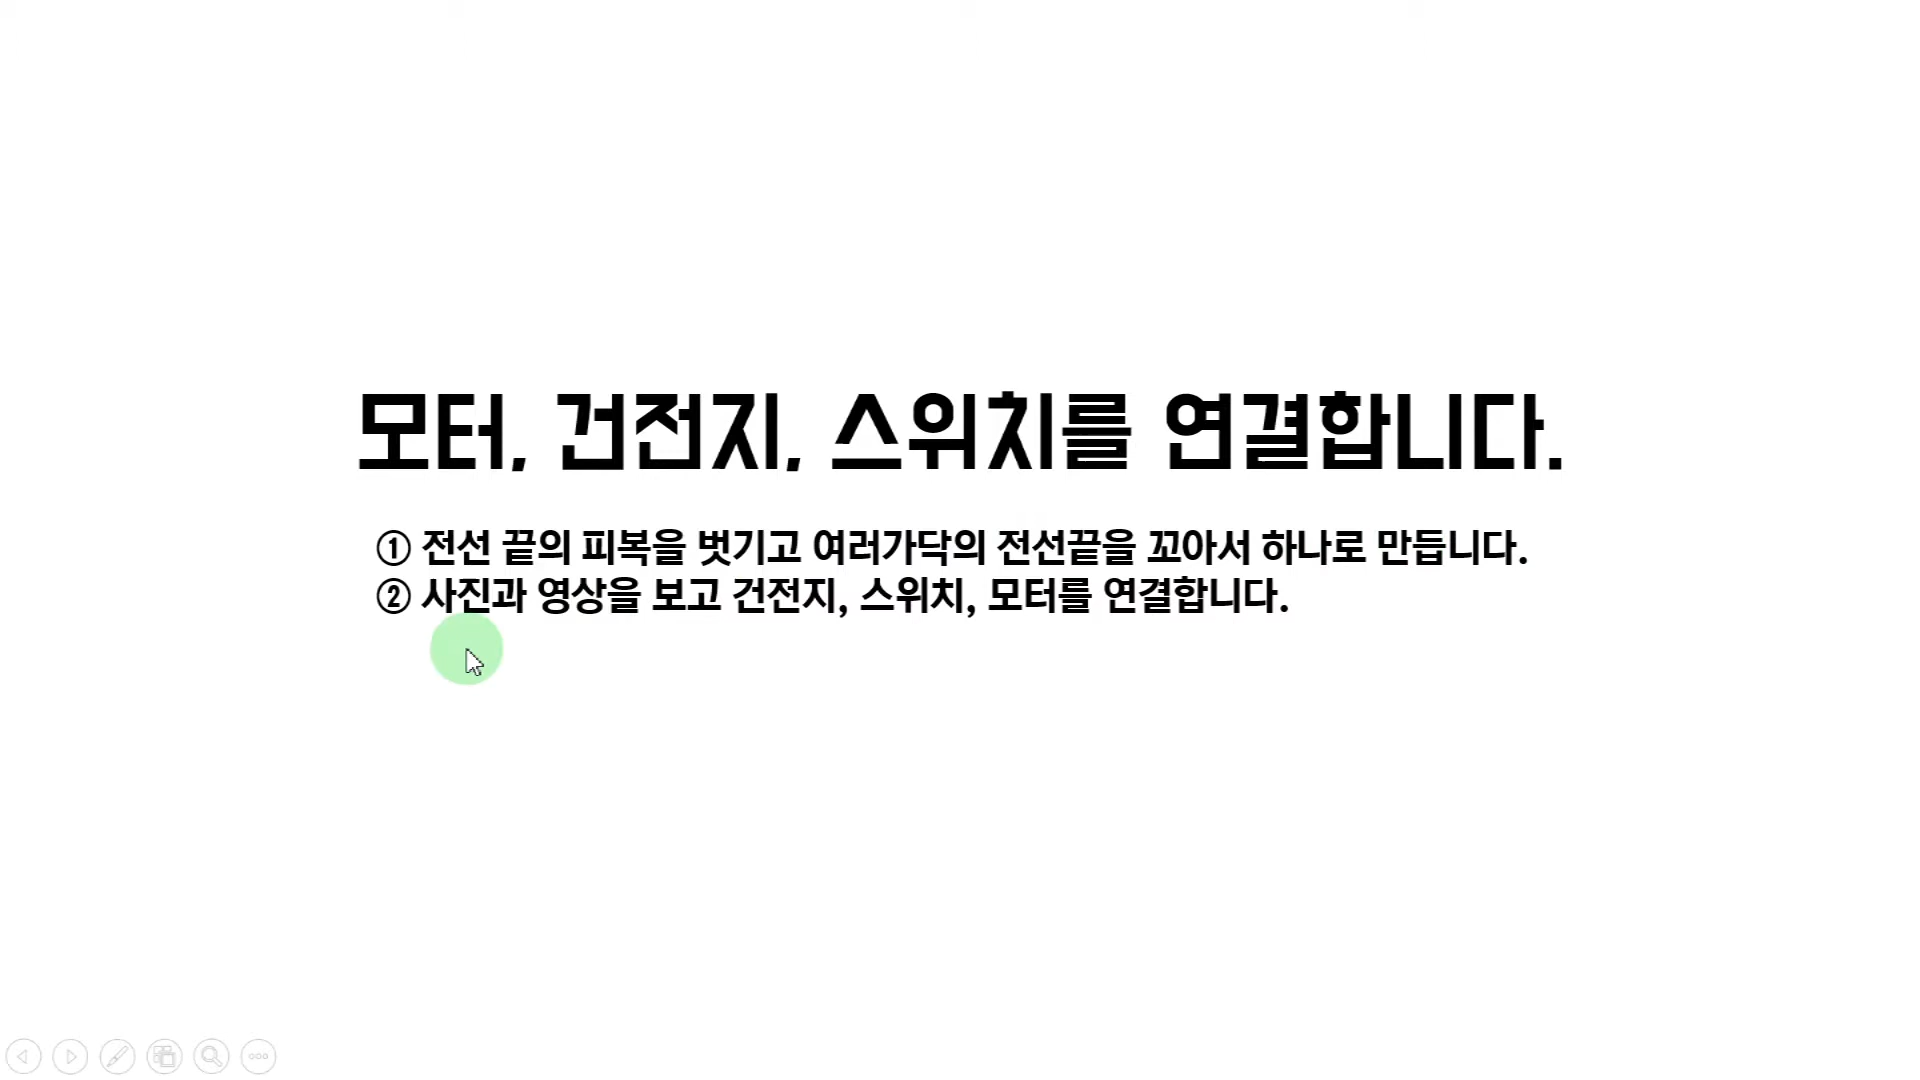 모터, 건전지, 스위치를 연결합니다.
① 전선 끝의 피복을 벗기고 여러가닥의 전선끝을 꼬아서 하나로 만듭니다.
② 사진과 영상을 보고 건전지, 스위치, 모터를 연결합니다.